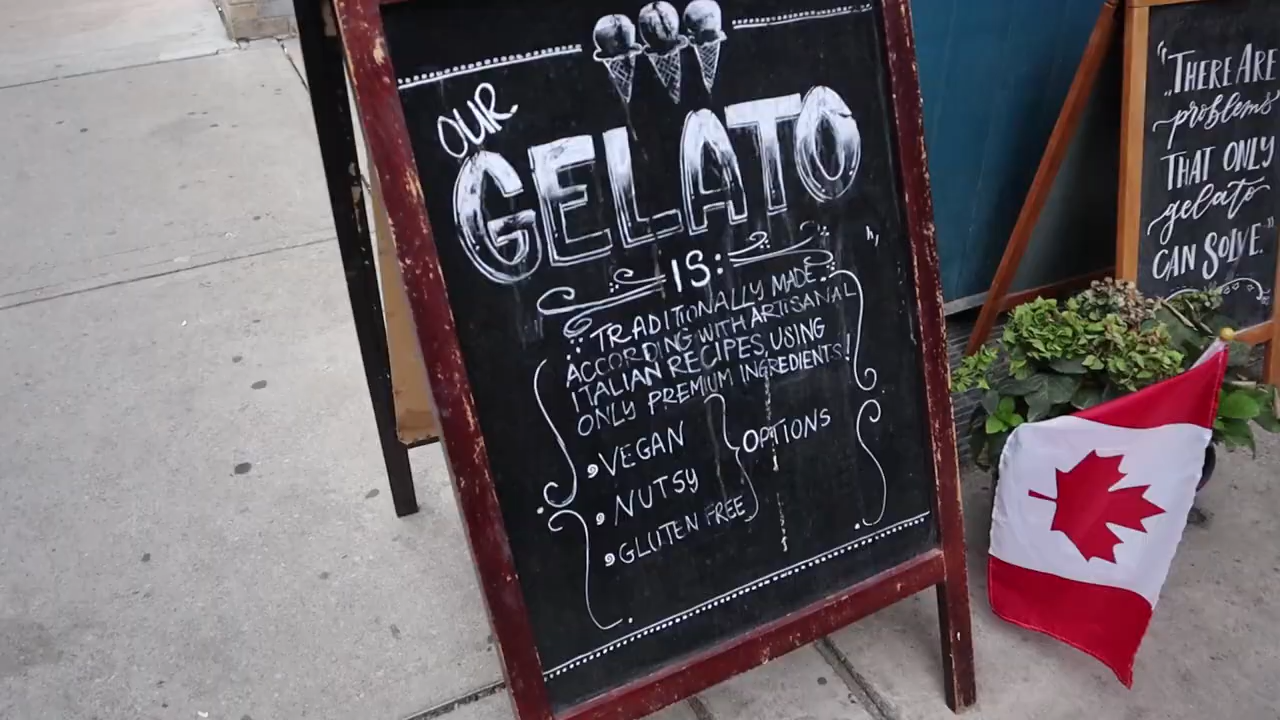 OUR
GELATO
IS:
TRADITIONALLY MADE
ACCORDING WITH ARTISANAL
ITALIAN RECIPES, USING
ONLY PREMIUM INGREDIENTS!
VEGAN
NUTSY
GLUTEN FREE
OPTIONS
"THERE ARE
problems
THAT ONLY
gelato
CAN SOLVE."